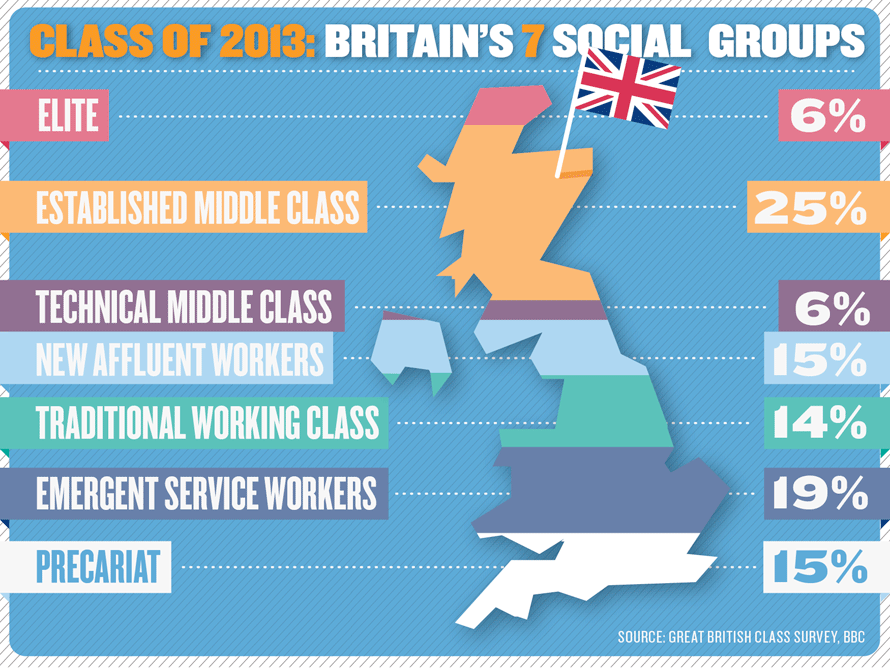 CLASS OF 2013: BRITAIN'S 7 SOCIAL GROUPS
ELITE 6%
ESTABLISHED MIDDLE CLASS 25%
TECHNICAL MIDDLE CLASS 6%
NEW AFFLUENT WORKERS 15%
TRADITIONAL WORKING CLASS 14%
EMERGENT SERVICE WORKERS 19%
PRECARIAT 15%
SOURCE: GREAT BRITISH CLASS SURVEY, BBC